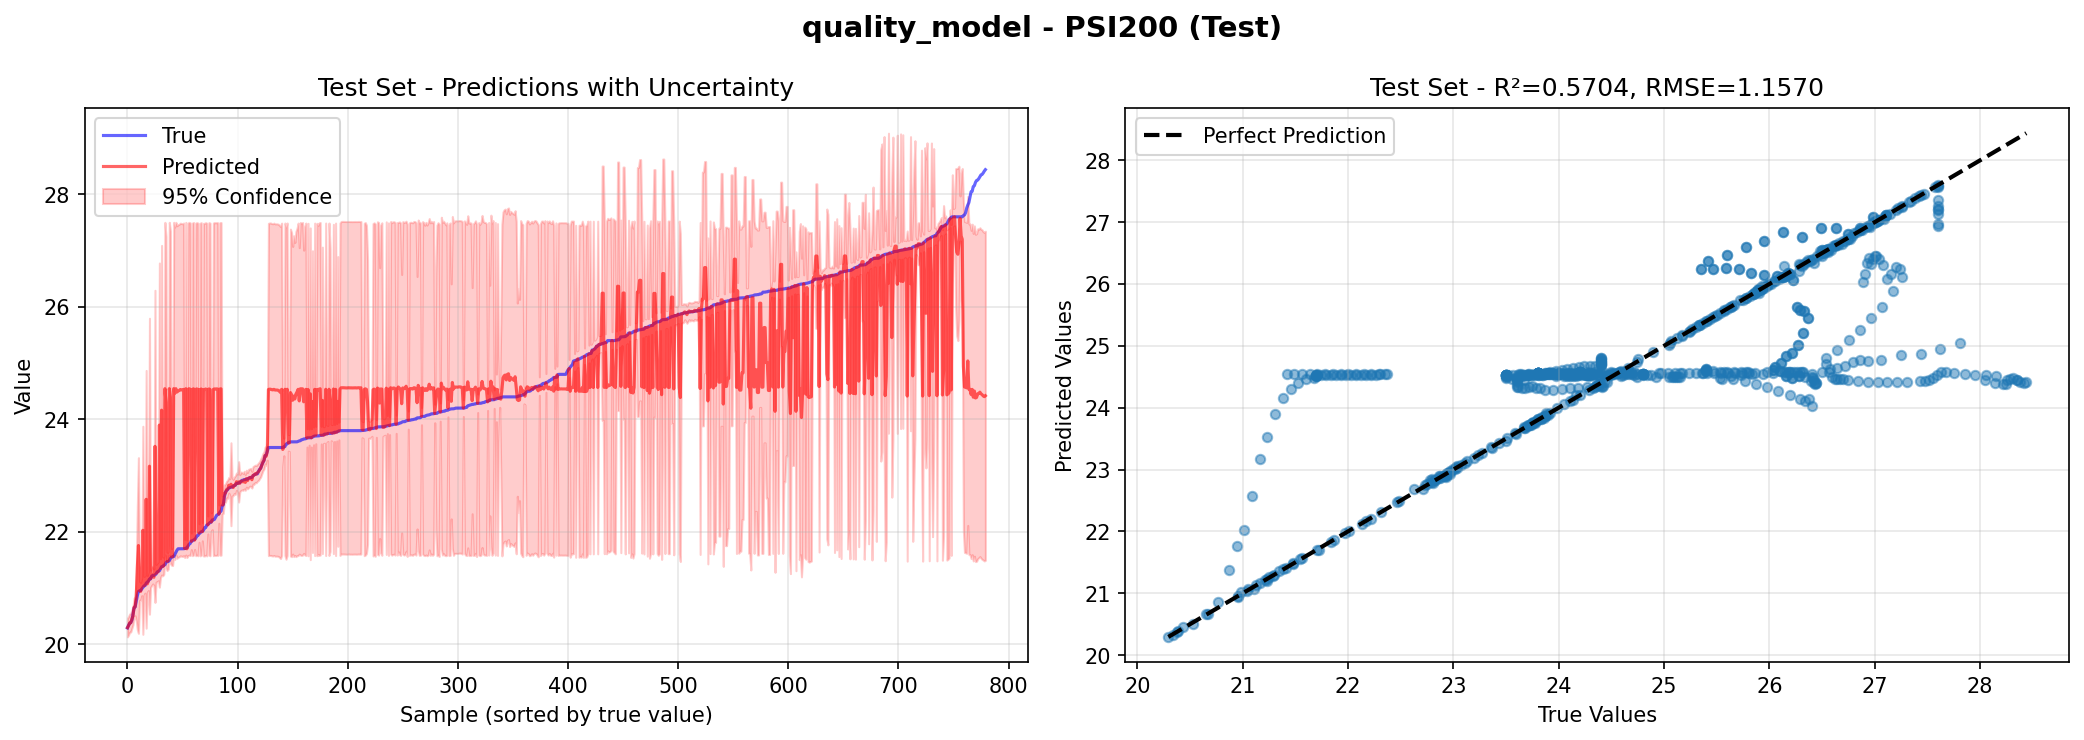 quality_model - PSI200 (Test)
Test Set - Predictions with Uncertainty
True
Predicted
95% Confidence
Value
28
26
24
22
20
0 100 200 300 400 500 600 700 800
Sample (sorted by true value)
Test Set - R²=0.5704, RMSE=1.1570
Perfect Prediction
Predicted Values
28
27
26
25
24
23
22
21
20
20 21 22 23 24 25 26 27 28
True Values